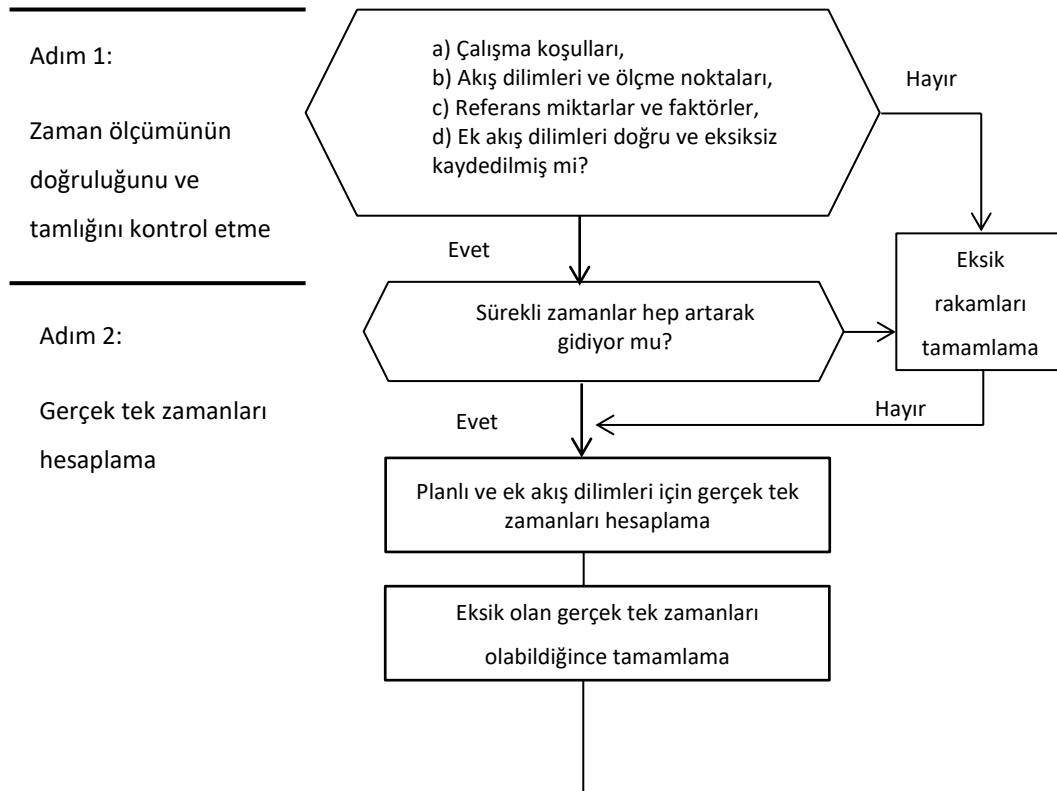 Adım 1:
Zaman ölçümünün
doğruluğunu ve
tamlığını kontrol etme
a) Çalışma koşulları,
b) Akış dilimleri ve ölçme noktaları,
c) Referans miktarlar ve faktörler,
d) Ek akış dilimleri doğru ve eksiksiz
kaydedilmiş mi?
Hayır
Evet
Eksik
rakamları
tamamlama
Adım 2:
Gerçek tek zamanları
hesaplama
Sürekli zamanlar hep artarak
gidiyor mu?
Hayır
Evet
Planlı ve ek akış dilimleri için gerçek tek
zamanları hesaplama
Eksik olan gerçek tek zamanları
olabildiğince tamamlama